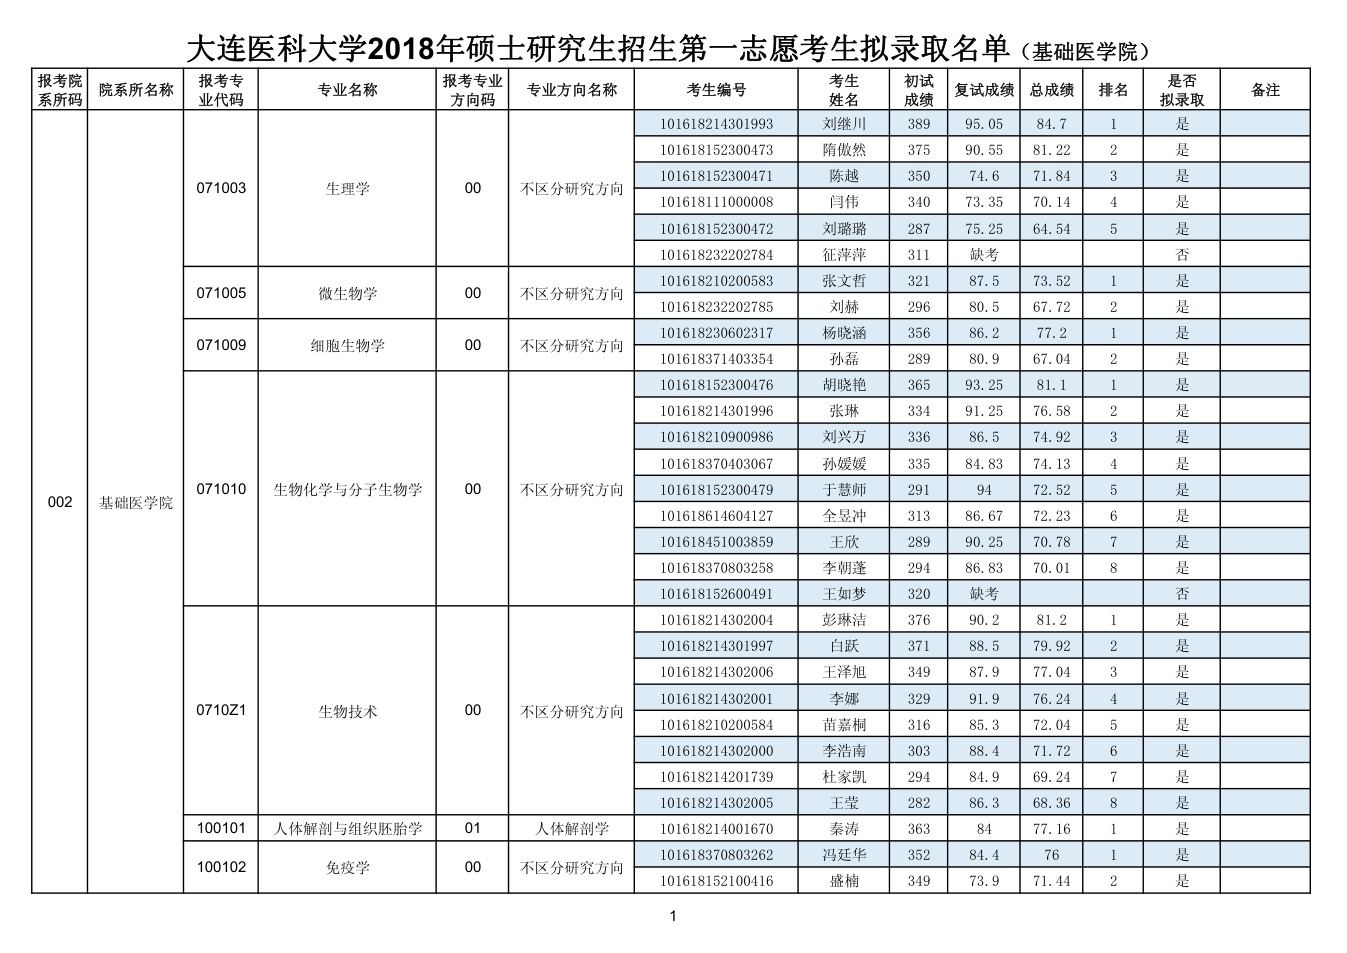 大连医科大学2018年硕士研究生招生第一志愿考生拟录取名单（基础医学院）
报考院系所码 院系所名称 报考专业代码 专业名称 报考专业方向码 专业方向名称 考生编号 考生姓名 初试成绩 复试成绩 总成绩 排名 是否拟录取 备注
002 基础医学院
071003 生理学 00 不区分研究方向
101618214301993 刘继川 389 95.05 84.7 1 是
101618152300473 隋傲然 375 90.55 81.22 2 是
101618152300471 陈越 350 74.6 71.84 3 是
101618111000008 闫伟 340 73.35 70.14 4 是
101618152300472 刘璐璐 287 75.25 64.54 5 是
101618232202784 征萍萍 311 缺考 否
071005 微生物学 00 不区分研究方向
101618210200583 张文哲 321 87.5 73.52 1 是
101618232202785 刘赫 296 80.5 67.72 2 是
071009 细胞生物学 00 不区分研究方向
101618230602317 杨晓涵 356 86.2 77.2 1 是
101618371403354 孙磊 289 80.9 67.04 2 是
071010 生物化学与分子生物学 00 不区分研究方向
101618152300476 胡晓艳 365 93.25 81.1 1 是
101618214301996 张琳 334 91.25 76.58 2 是
101618210900986 刘兴万 336 86.5 74.92 3 是
101618370403067 孙媛媛 335 84.83 74.13 4 是
101618152300479 于慧师 291 94 72.52 5 是
101618614604127 全昱冲 313 86.67 72.23 6 是
101618451003859 王欣 289 90.25 70.78 7 是
101618370803258 李朝蓬 294 86.83 70.01 8 是
101618152600491 王如梦 320 缺考 否
0710Z1 生物技术 00 不区分研究方向
101618214302004 彭琳洁 376 90.2 81.2 1 是
101618214301997 白跃 371 88.5 79.92 2 是
101618214302006 王泽旭 349 87.9 77.04 3 是
101618214302001 李娜 329 91.9 76.24 4 是
101618210200584 苗嘉桐 316 85.3 72.04 5 是
101618214302000 李浩南 303 88.4 71.72 6 是
101618214201739 杜家凯 294 84.9 69.24 7 是
101618214302005 王莹 282 86.3 68.36 8 是
100101 人体解剖与组织胚胎学 01 人体解剖学 101618214001670 秦涛 363 84 77.16 1 是
100102 免疫学 00 不区分研究方向
101618370803262 冯廷华 352 84.4 76 1 是
101618152100416 盛楠 349 73.9 71.44 2 是
1